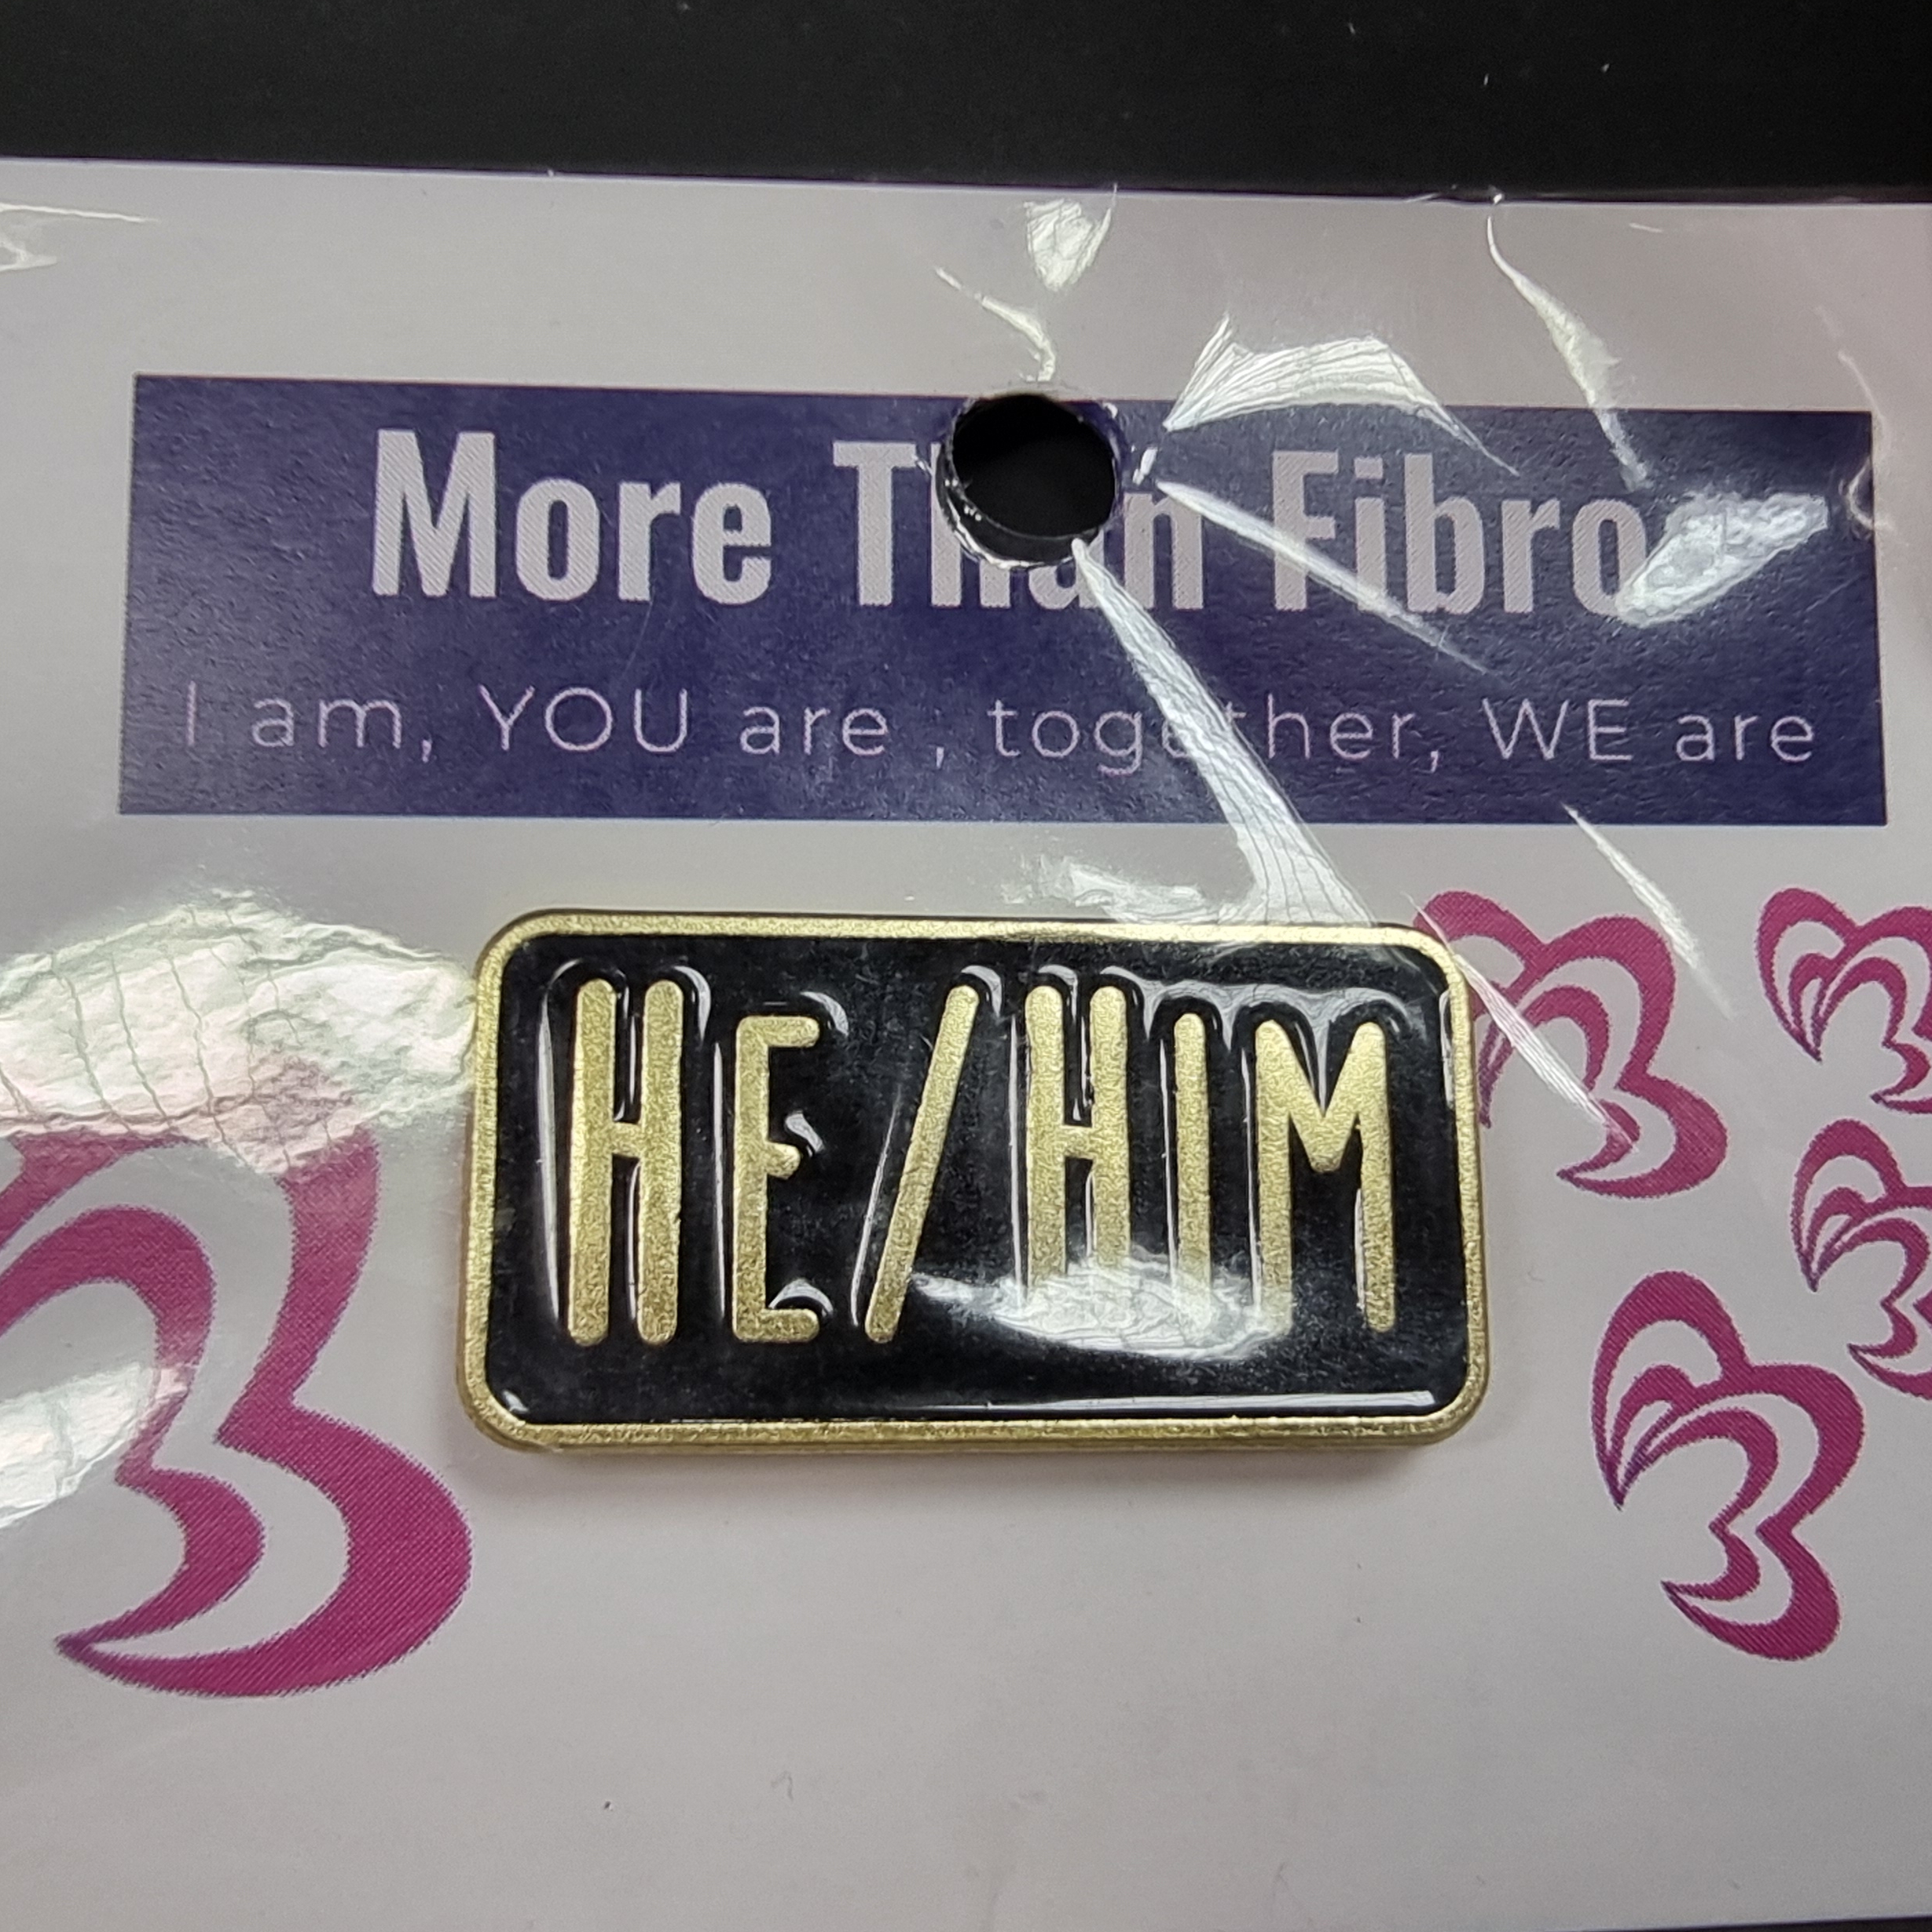 More Than Fibro
I am, YOU are , together, WE are
HE/HIM